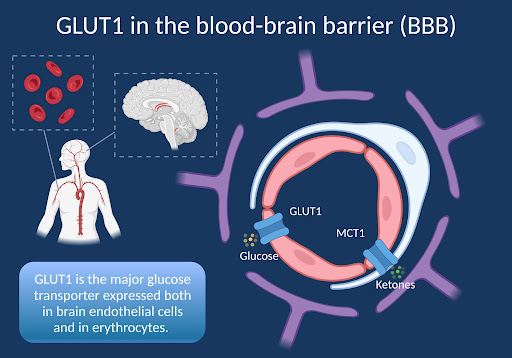 GLUT1 in the blood-brain barrier (BBB)
GLUT1
MCT1
Glucose
Ketones
GLUT1 is the major glucose
transporter expressed both
in brain endothelial cells
and in erythrocytes.